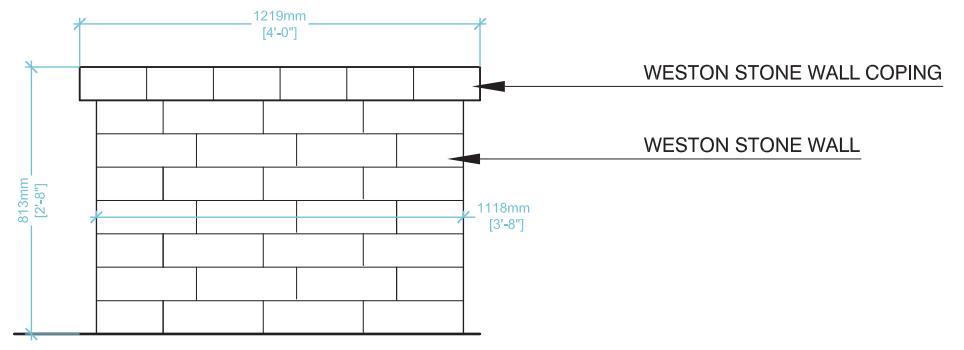 1219mm
[4'-0"]
WESTON STONE WALL COPING
WESTON STONE WALL
813mm
[2'-8"]
1118mm
[3'-8"]